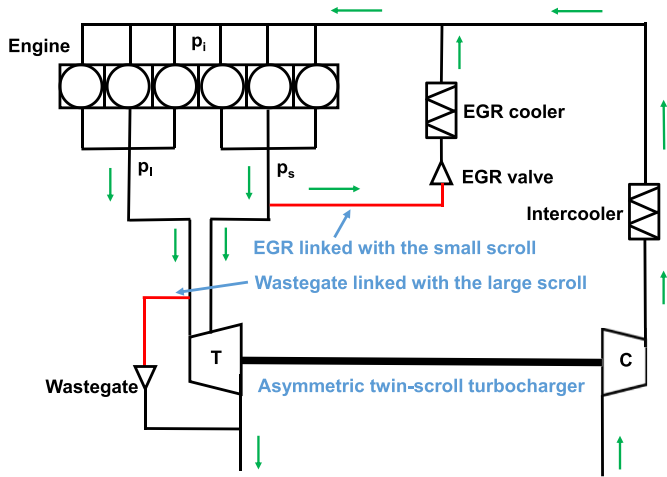 Engine
pi
EGR cooler
pl
ps
EGR valve
Intercooler
EGR linked with the small scroll
Wastegate linked with the large scroll
T
C
Wastegate
Asymmetric twin-scroll turbocharger